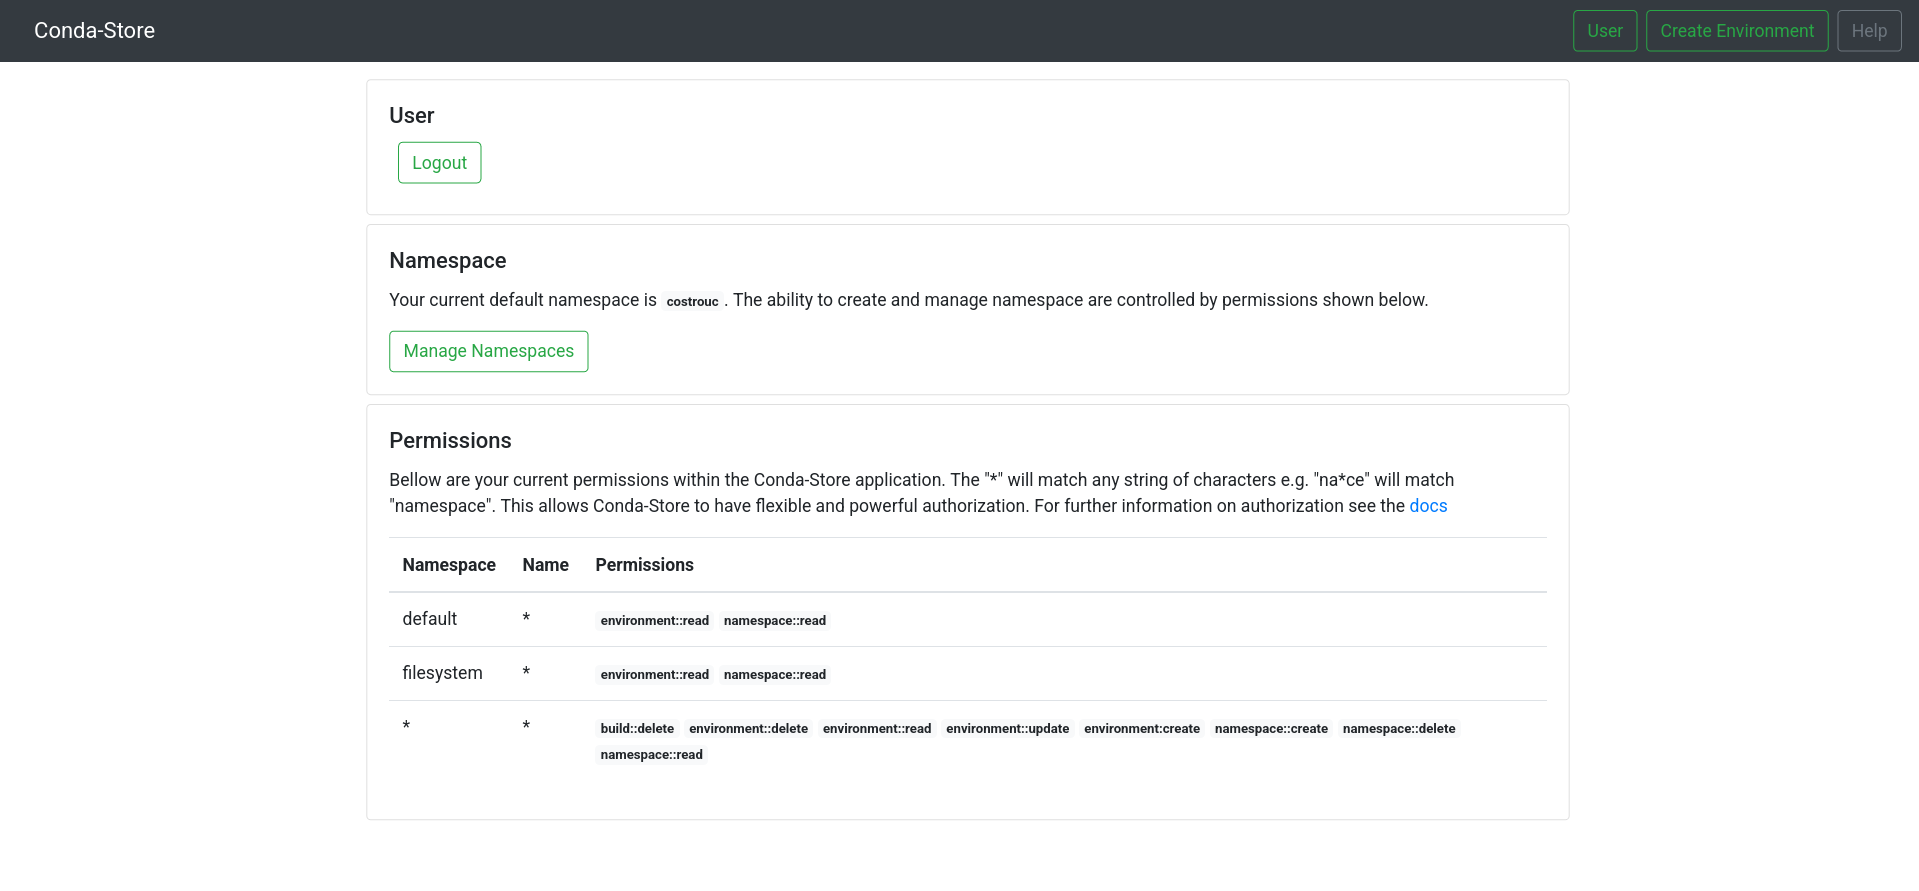 Conda-Store
User
Create Environment
Help
User
Logout
Namespace
Your current default namespace is costrouc . The ability to create and manage namespace are controlled by permissions shown below.
Manage Namespaces
Permissions
Bellow are your current permissions within the Conda-Store application. The "*" will match any string of characters e.g. "na*ce" will match
"namespace". This allows Conda-Store to have flexible and powerful authorization. For further information on authorization see the docs
Namespace Name Permissions
default * environment::read namespace::read
filesystem * environment::read namespace::read
* * build::delete environment::delete environment::read environment::update environment:create namespace::create namespace::delete
namespace::read